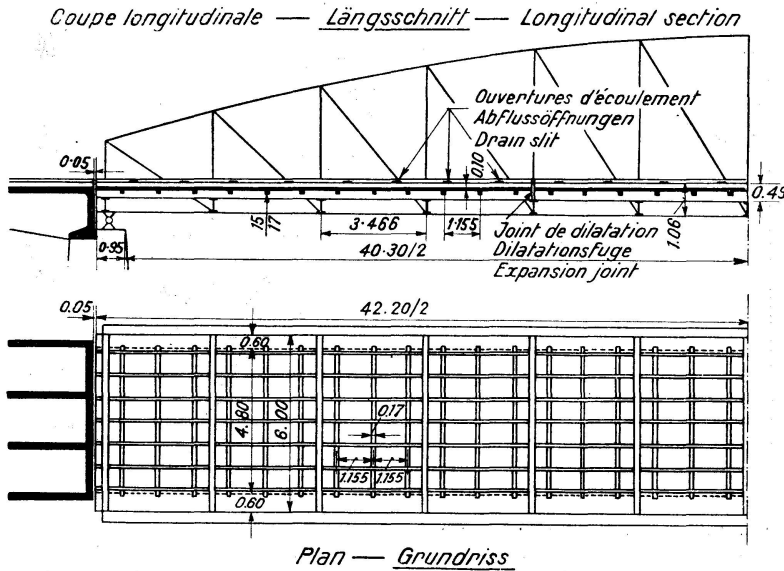 Coupe longitudinale — Längsschnitt — Longitudinal section
Ouvertures d'écoulement
Abflussöffnungen
Drain slit
0·05
0·10
0.45
15
17
3·466
1·155
1.06
Joint de dilatation
Dilatationsfuge
Expansion joint
0·95
40·30/2
0.05
42.20/2
0.60
4.80
6.00
0.17
1.155 1.155
0.60
Plan — Grundriss